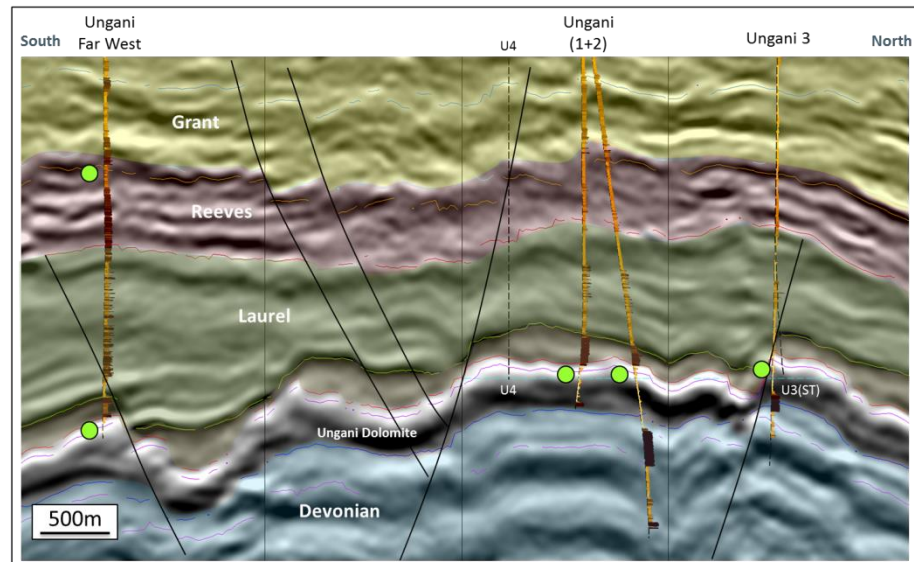 Ungani
Far West
South
U4
Ungani
(1+2)
Ungani 3
North
Grant
Reeves
Laurel
U4
U3(ST)
Ungani Dolomite
Devonian
500m